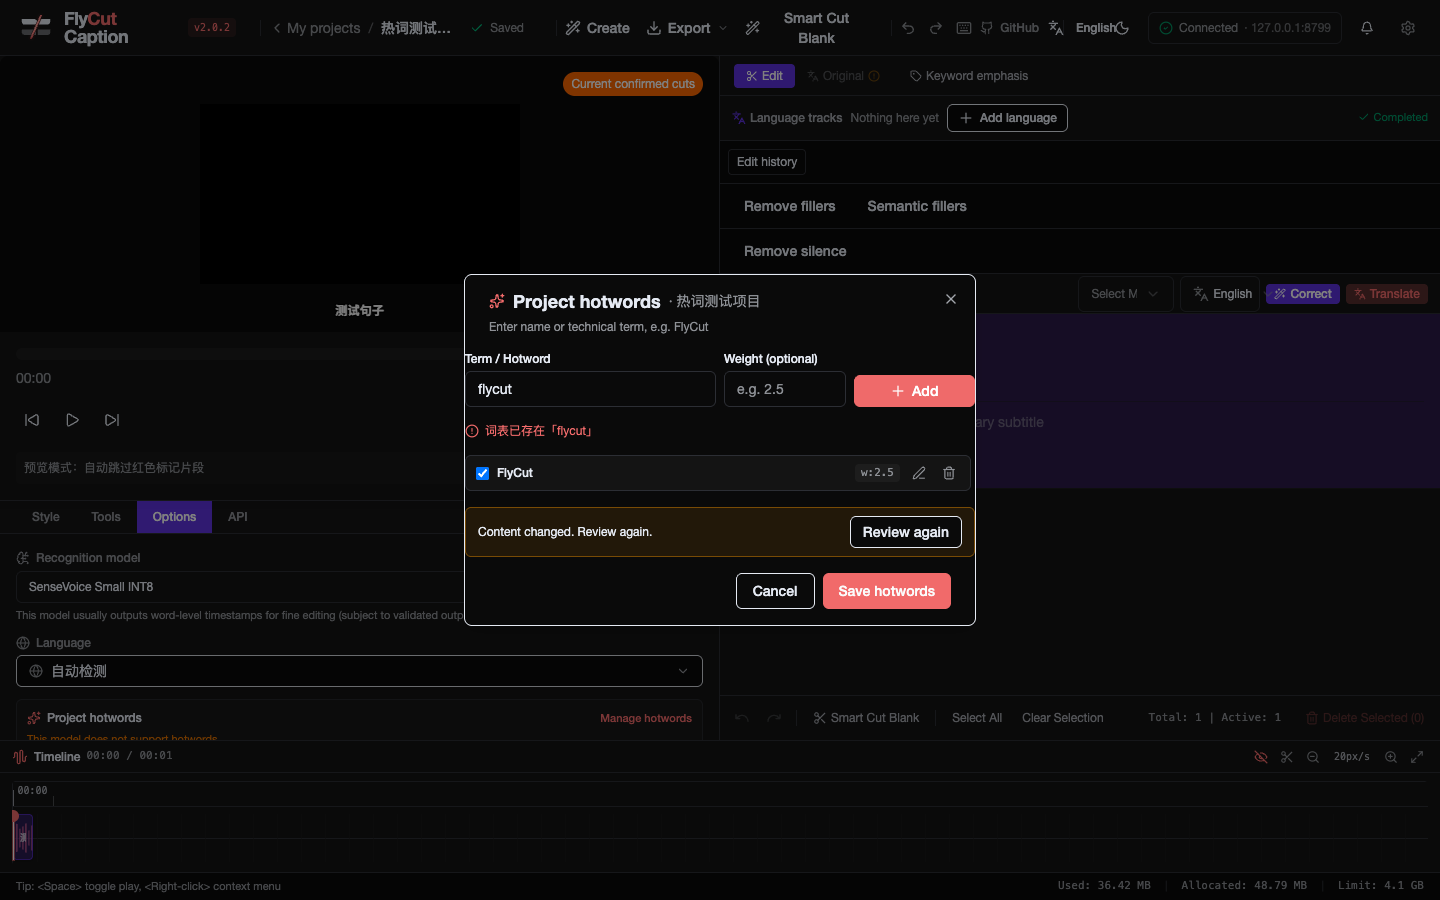 FlyCut Caption
v2.0.2
My projects / 热词测试...
Saved
Create
Export
Smart Cut Blank
GitHub
English
Connected · 127.0.0.1:8799
Current confirmed cuts
测试句子
00:00
预览模式：自动跳过红色标记片段
Style
Tools
Options
API
Recognition model
SenseVoice Small INT8
This model usually outputs word-level timestamps for fine editing (subject to validated outp
Language
自动检测
Project hotwords
Manage hotwords
This model does not support hotwords
Edit
Original
Keyword emphasis
Language tracks
Nothing here yet
Add language
Completed
Edit history
Remove fillers
Semantic fillers
Remove silence
Select M
English
Correct
Translate
ary subtitle
Project hotwords · 热词测试项目
Enter name or technical term, e.g. FlyCut
Term / Hotword
Weight (optional)
flycut
e.g. 2.5
Add
词表已存在「flycut」
FlyCut
w:2.5
Content changed. Review again.
Review again
Cancel
Save hotwords
Smart Cut Blank
Select All
Clear Selection
Total: 1 | Active: 1
Delete Selected (0)
Timeline
00:00 / 00:01
20px/s
00:00
测
Tip: <Space> toggle play, <Right-click> context menu
Used: 36.42 MB
Allocated: 48.79 MB
Limit: 4.1 GB